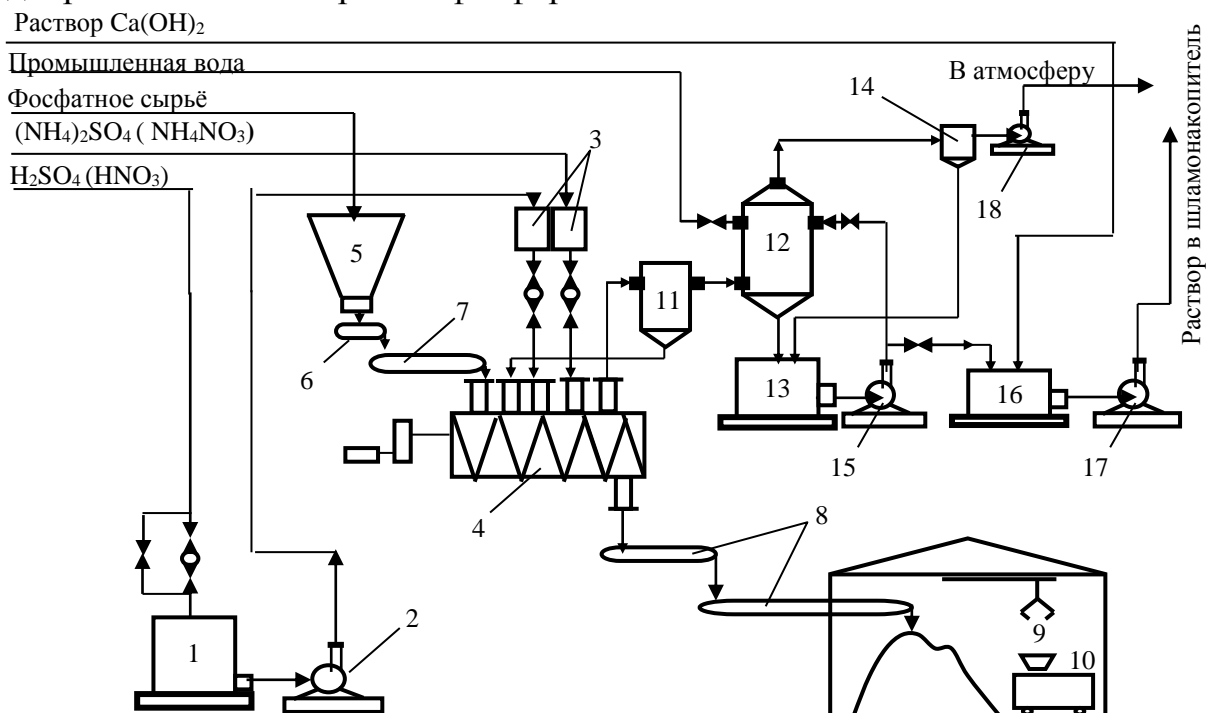 Раствор Ca(OH)2
Промышленная вода
Фосфатное сырьё
(NH4)2SO4 ( NH4NO3)
H2SO4 (HNO3)
В атмосферу
Раствор в шламонакопитель
14
3
18
5
12
11
7
6
13
16
15
17
4
8
2
1
9
10